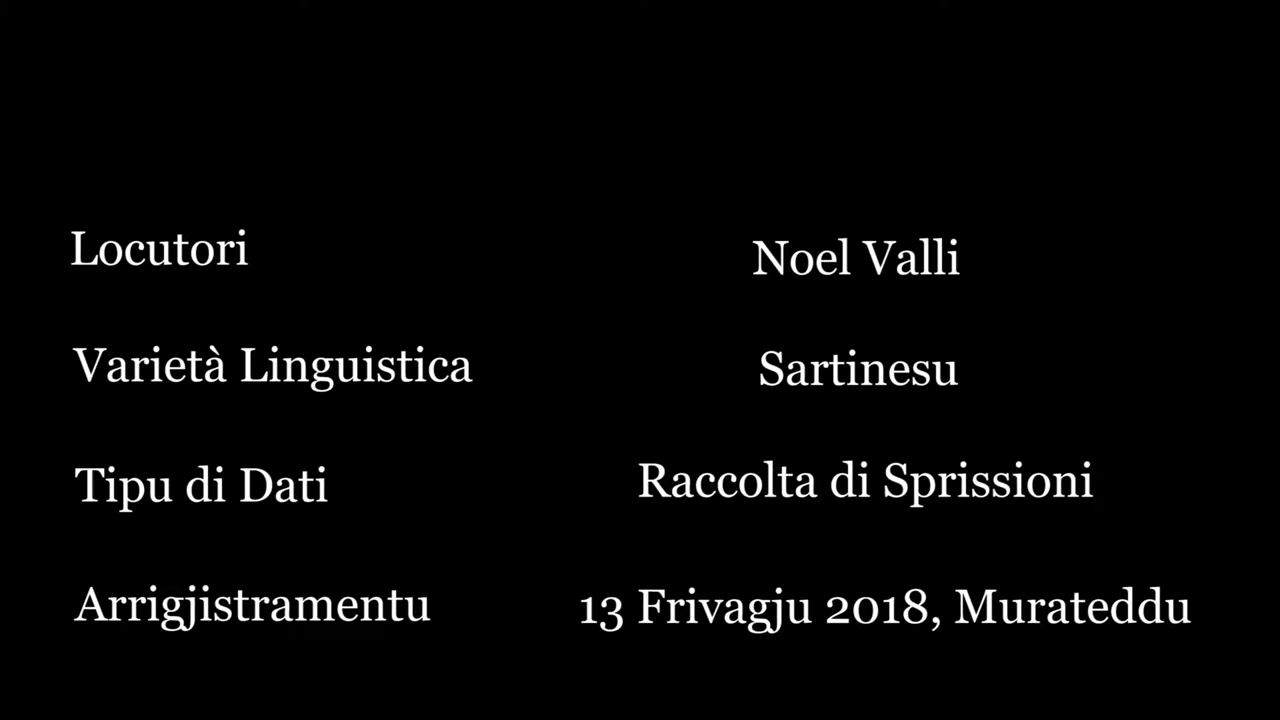 Locutori Noel Valli
Varietà Linguistica Sartinesu
Tipu di Dati Raccolta di Sprissioni
Arrigjistramentu 13 Frivagju 2018, Murateddu